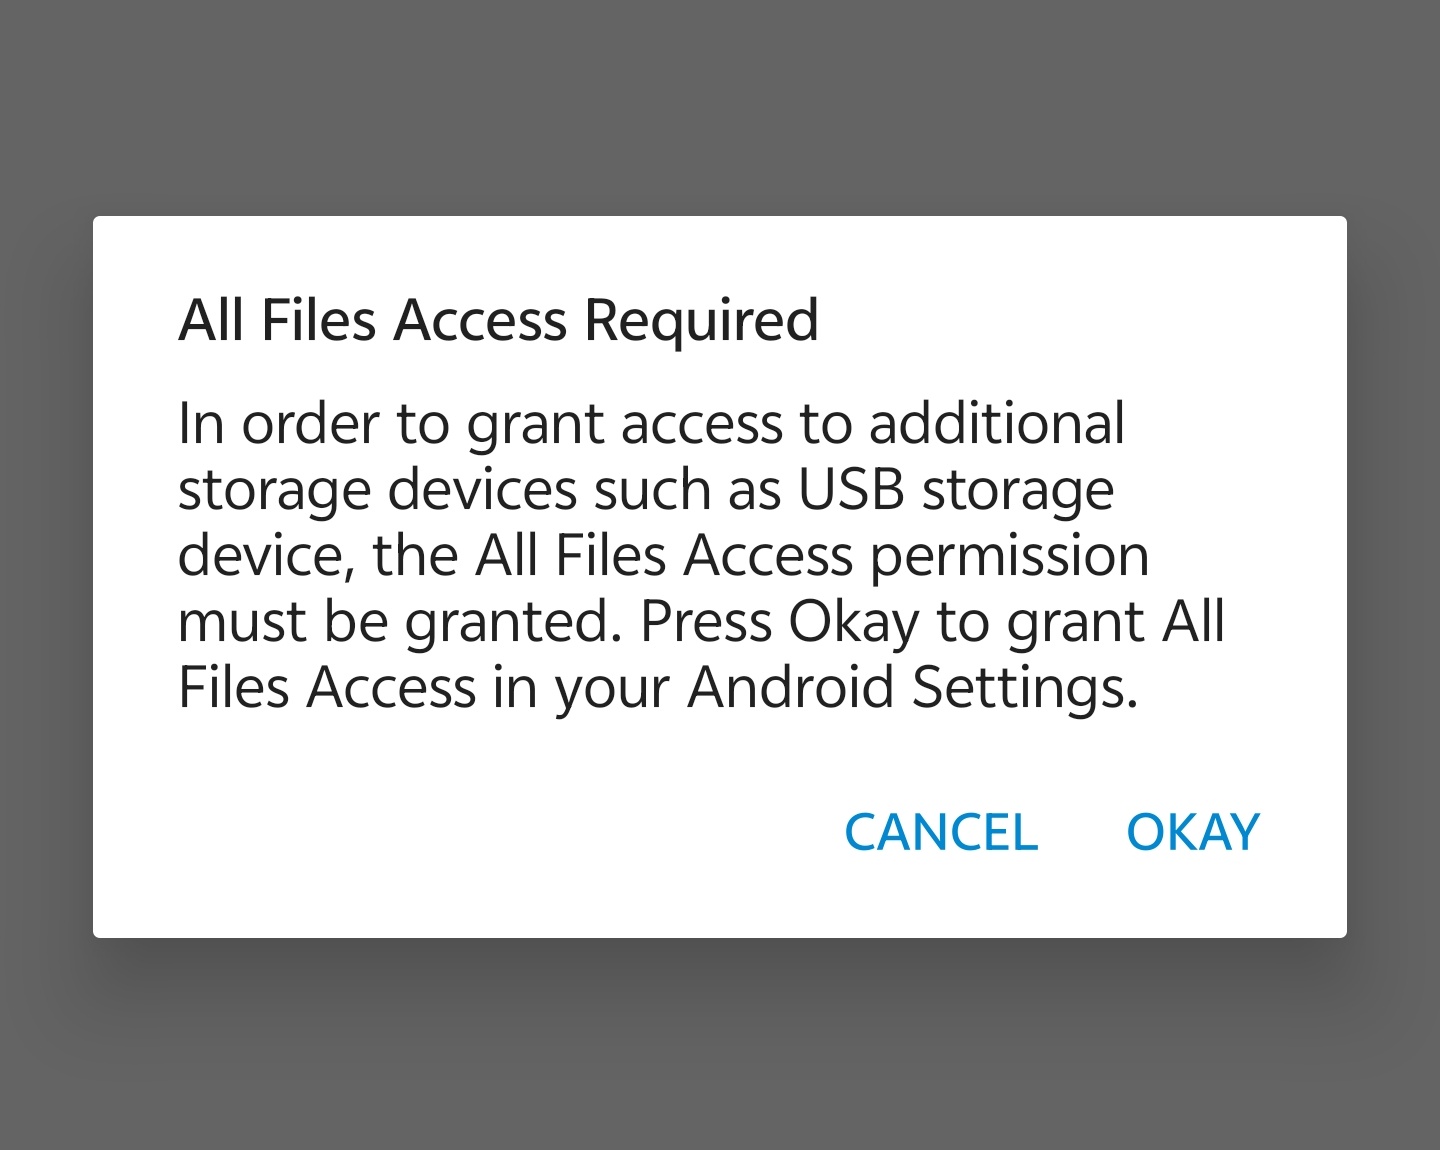 All Files Access Required
In order to grant access to additional
storage devices such as USB storage
device, the All Files Access permission
must be granted. Press Okay to grant All
Files Access in your Android Settings.
CANCEL OKAY